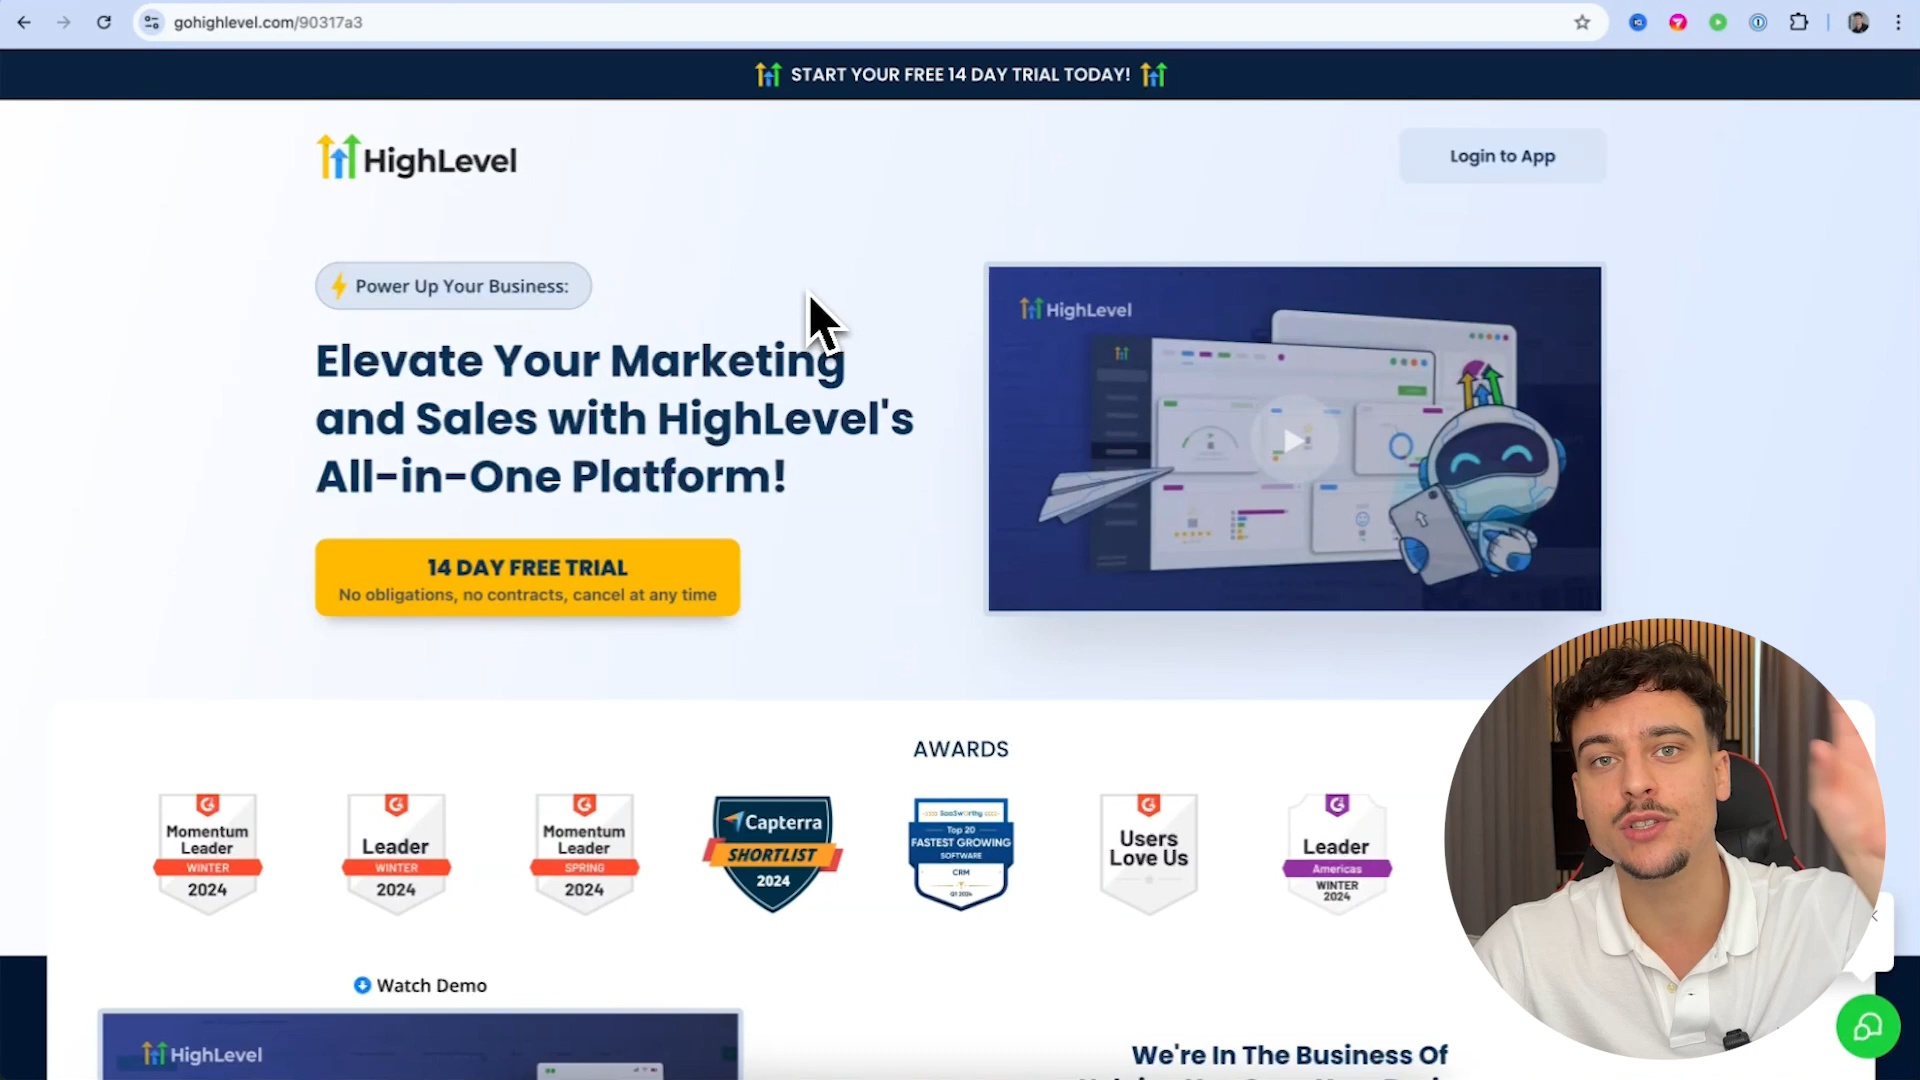 gohighlevel.com/90317a3
START YOUR FREE 14 DAY TRIAL TODAY!
HighLevel
Login to App
Power Up Your Business:
Elevate Your Marketing
and Sales with HighLevel's
All-in-One Platform!
14 DAY FREE TRIAL
No obligations, no contracts, cancel at any time
HighLevel
AWARDS
Momentum
Leader
WINTER
2024
Leader
WINTER
2024
Momentum
Leader
SPRING
2024
Capterra
SHORTLIST
2024
SaaSworthy
Top 20
FASTEST GROWING
SOFTWARE
CRM
Q1 2024
Users
Love Us
Leader
Americas
WINTER
2024
Watch Demo
HighLevel
We're In The Business Of